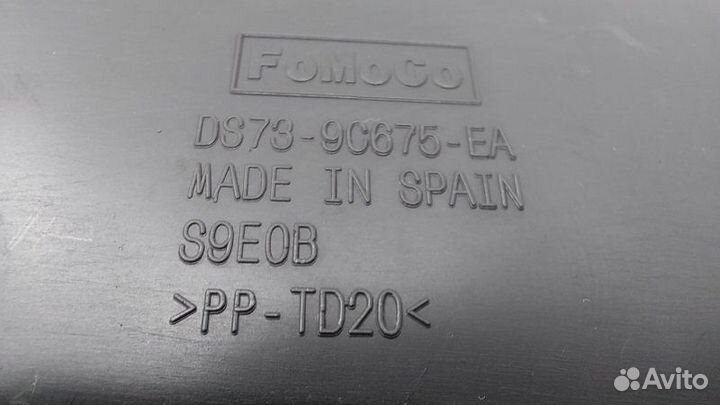 FoMoCo
DS73-9C675-EA
MADE IN SPAIN
S9E0B
>PP-TD20<
Avito